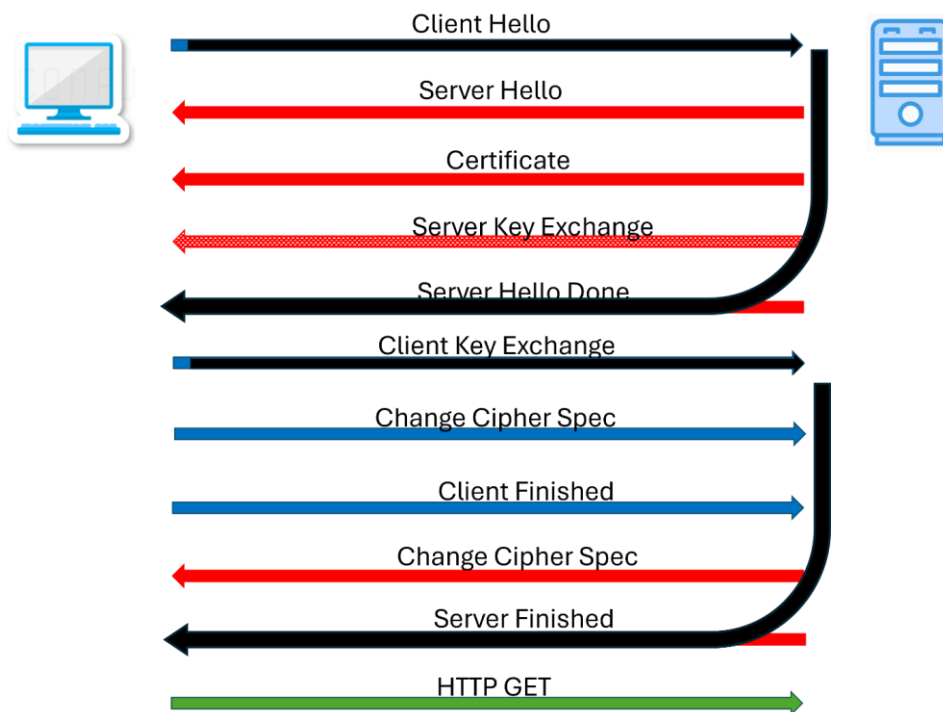 Client Hello
Server Hello
Certificate
Server Key Exchange
Server Hello Done
Client Key Exchange
Change Cipher Spec
Client Finished
Change Cipher Spec
Server Finished
HTTP GET